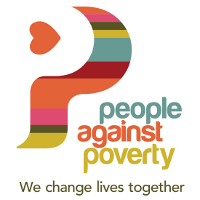 people
against
poverty
We change lives together